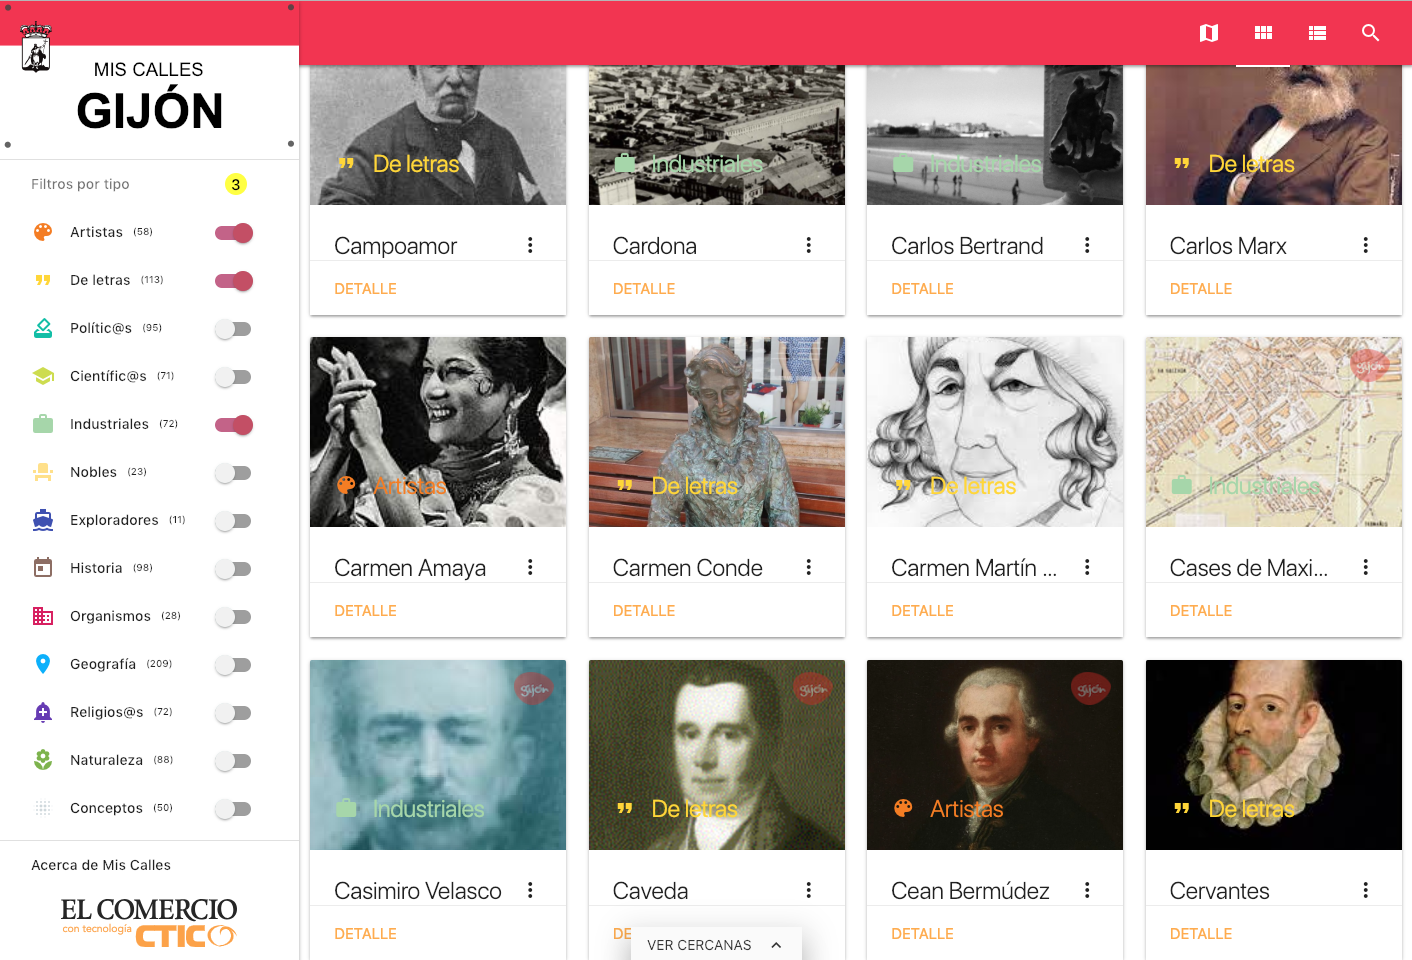 MIS CALLES
GIJÓN
Filtros por tipo 3
Artistas (58)
De letras (113)
Polític@s (95)
Científic@s (71)
Industriales (72)
Nobles (23)
Exploradores (11)
Historia (98)
Organismos (28)
Geografía (209)
Religios@s (72)
Naturaleza (88)
Conceptos (50)
Acerca de Mis Calles
EL COMERCIO
con tecnología CTIC
De letras
Industriales
Industriales
De letras
Campoamor
Cardona
Carlos Bertrand
Carlos Marx
DETALLE
DETALLE
DETALLE
DETALLE
gijón
Artistas
De letras
De letras
Industriales
Carmen Amaya
Carmen Conde
Carmen Martín ...
Cases de Maxi...
DETALLE
DETALLE
DETALLE
DETALLE
gijón
gijón
gijón
Industriales
De letras
Artistas
De letras
Casimiro Velasco
Caveda
Cean Bermúdez
Cervantes
DETALLE
DE
DETALLE
DETALLE
VER CERCANAS